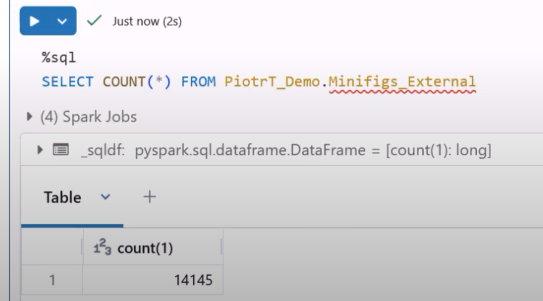 Just now (2s)
%sql
SELECT COUNT(*) FROM PiotrT_Demo.Minifigs_External
(4) Spark Jobs
_sqldf: pyspark.sql.dataframe.DataFrame = [count(1): long]
Table
123 count(1)
1 14145